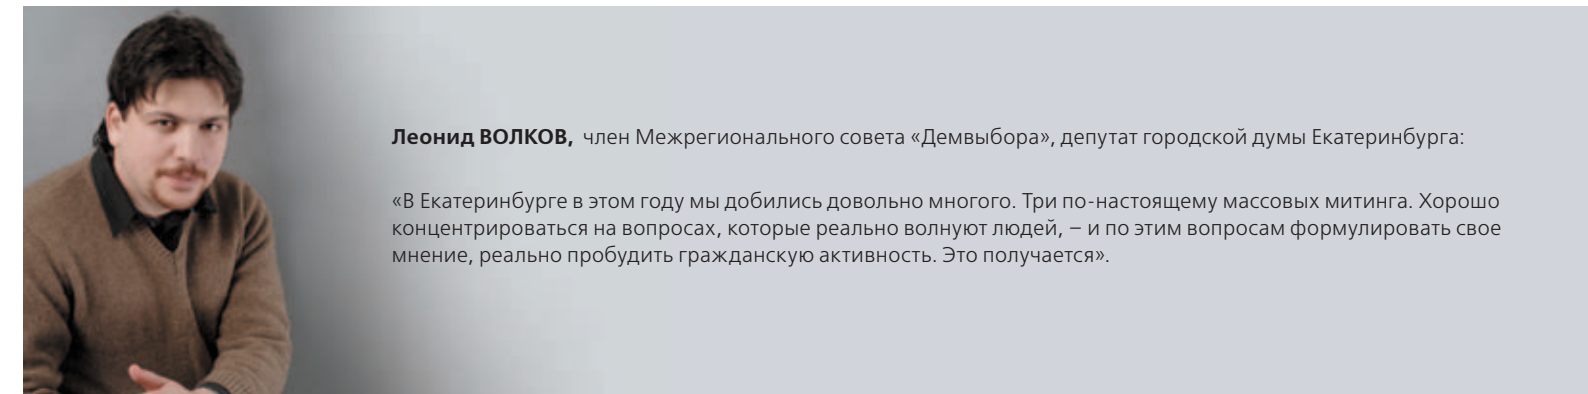 Леонид ВОЛКОВ, член Межрегионального совета «Демвыбора», депутат городской думы Екатеринбурга:
«В Екатеринбурге в этом году мы добились довольно многого. Три по-настоящему массовых митинга. Хорошо
концентрироваться на вопросах, которые реально волнуют людей, – и по этим вопросам формулировать свое
мнение, реально пробудить гражданскую активность. Это получается».